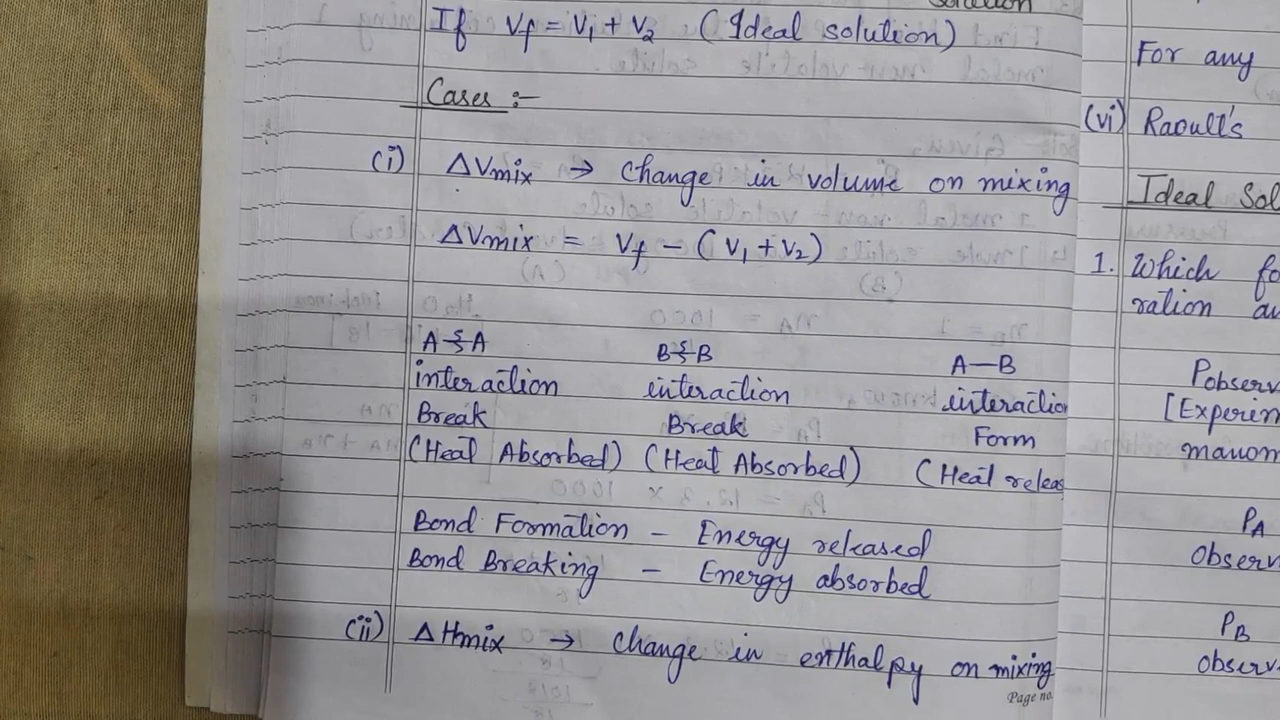 If Vf = V₁ + V₂ (Ideal solution)
Cases :-
(i) ΔVmix → change in volume on mixing
ΔVmix = Vf - (V₁ + V₂)
A A B B A—B
interaction interaction interactio
Break Break Form
(Heat Absorbed) (Heat Absorbed) (Heat releas
Bond Formation - Energy released
Bond Breaking - Energy absorbed
(ii) ΔHmix → change in enthalpy on mixing
Page no.
For any
(vi) Raoult's
Ideal Sol
1. Which fo
ration
Pobserv
[Experim
manom
PA
observ
PB
observ